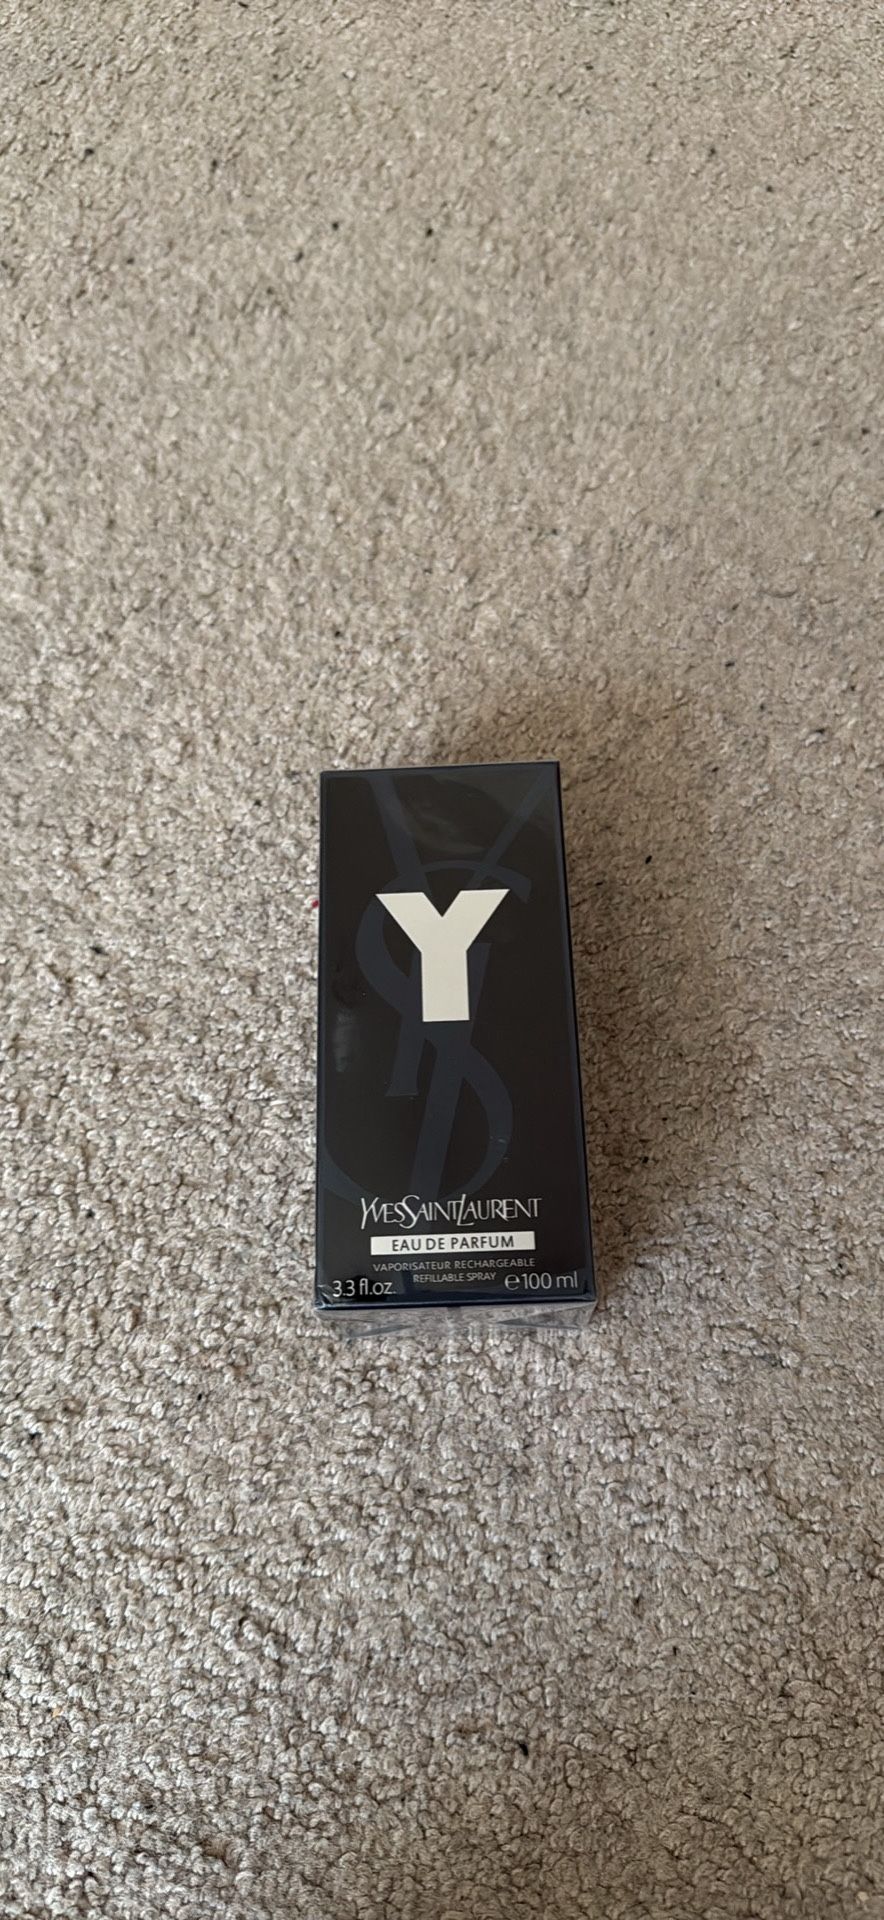 Y
YVESSAINTLAURENT
EAU DE PARFUM
VAPORISATEUR RECHARGEABLE
REFILLABLE SPRAY
3.3 fl.oz. ℮100 ml